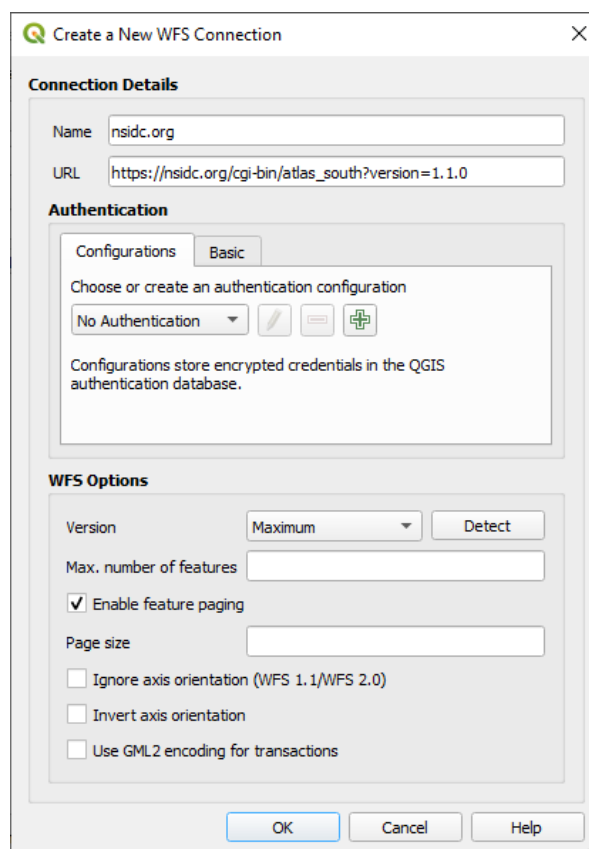 Create a New WFS Connection
Connection Details
Name nsidc.org
URL https://nsidc.org/cgi-bin/atlas_south?version=1.1.0
Authentication
Configurations Basic
Choose or create an authentication configuration
No Authentication
Configurations store encrypted credentials in the QGIS
authentication database.
WFS Options
Version Maximum Detect
Max. number of features
Enable feature paging
Page size
Ignore axis orientation (WFS 1.1/WFS 2.0)
Invert axis orientation
Use GML2 encoding for transactions
OK Cancel Help